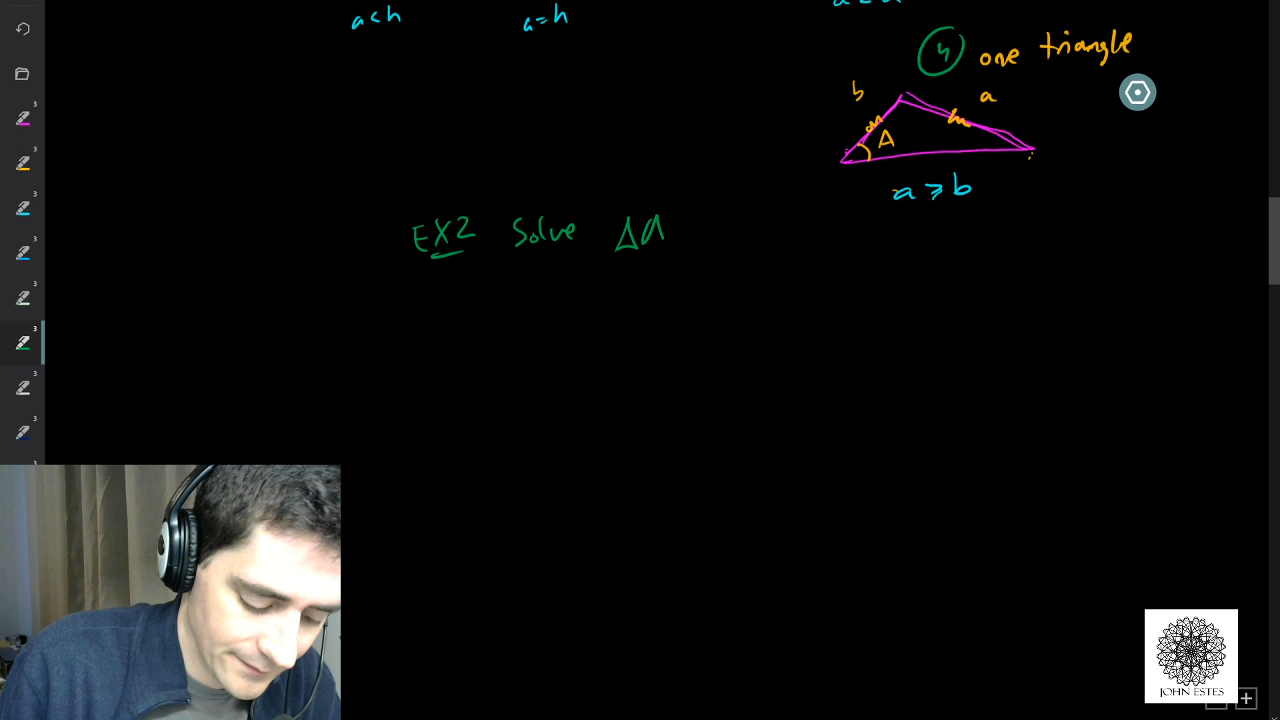 a < h
a = h
4 one triangle
b
a
A
a ≥ b
EX2 Solve ΔA
JOHN ESTES